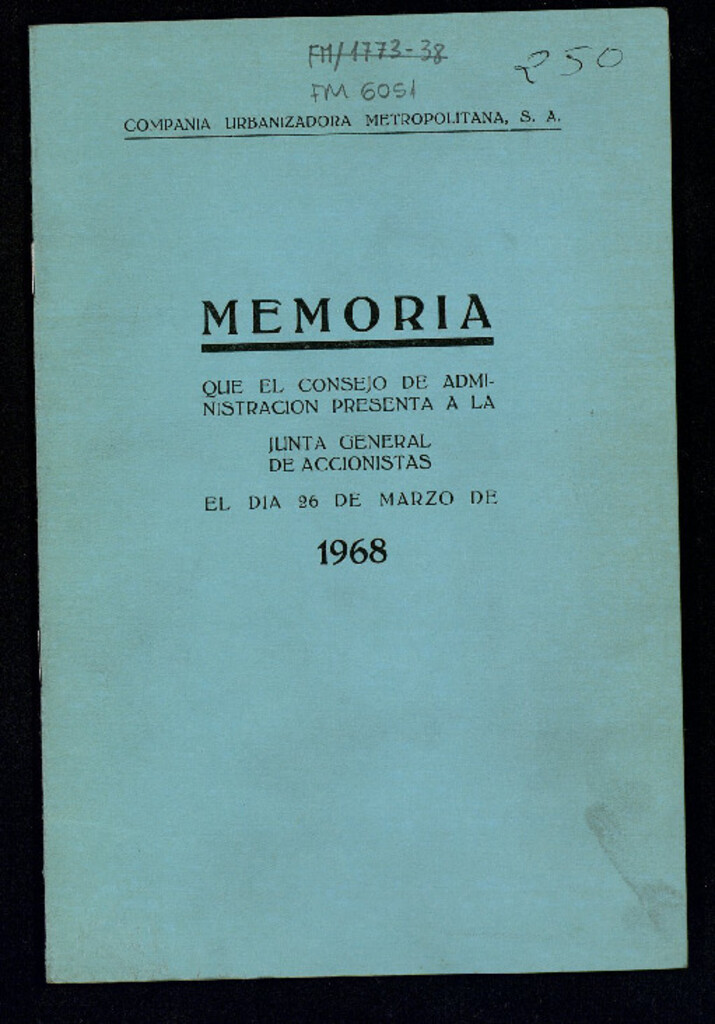 FM/1773-38
250
FM 6051
COMPANIA URBANIZADORA METROPOLITANA, S. A.
MEMORIA
QUE EL CONSEJO DE ADMI-
NISTRACION PRESENTA A LA
JUNTA GENERAL
DE ACCIONISTAS
EL DIA 26 DE MARZO DE
1968